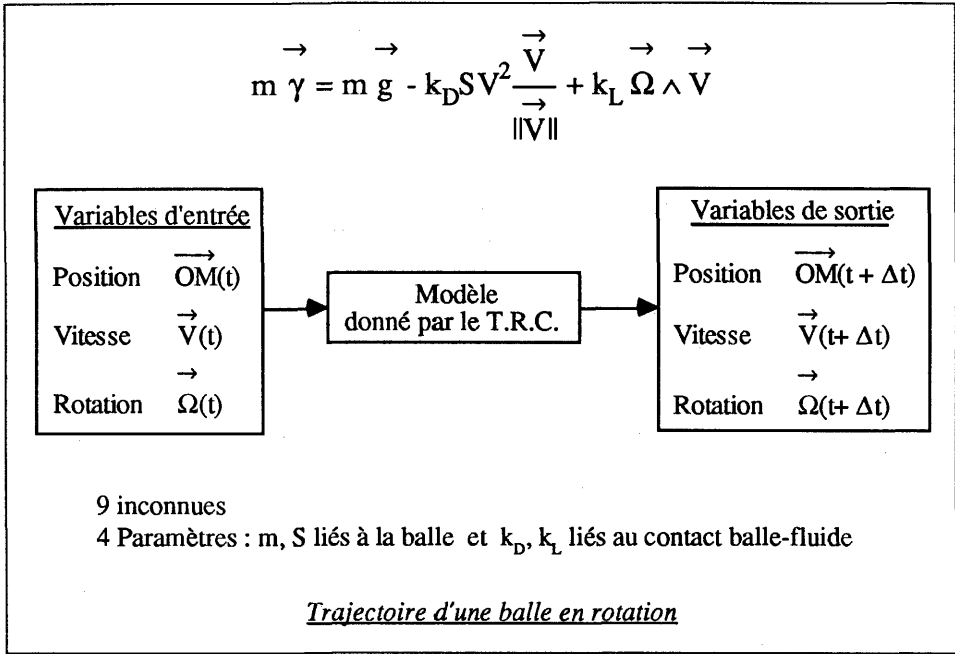 m γ⃗ = m g⃗ - k_D SV² V⃗ / ||V⃗|| + k_L Ω⃗ ∧ V⃗
Variables d'entrée
Position OM⃗(t)
Vitesse V⃗(t)
Rotation Ω⃗(t)
Modèle
donné par le T.R.C.
Variables de sortie
Position OM⃗(t + Δt)
Vitesse V⃗(t+ Δt)
Rotation Ω⃗(t+ Δt)
9 inconnues
4 Paramètres : m, S liés à la balle et k_D, k_L liés au contact balle-fluide
Trajectoire d'une balle en rotation